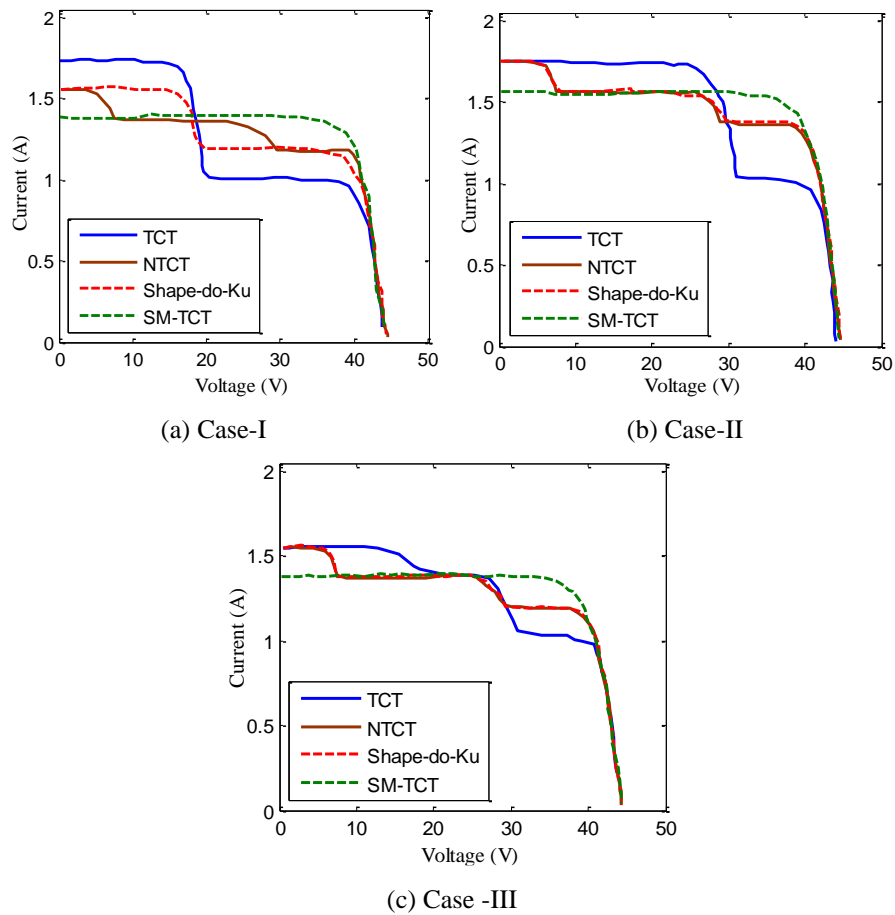 2
1.5
1
0.5
0
Current (A)
TCT
NTCT
Shape-do-Ku
SM-TCT
0 10 20 30 40 50
Voltage (V)
(a) Case-I
2
1.5
1
0.5
0
Current (A)
TCT
NTCT
Shape-do-Ku
SM-TCT
0 10 20 30 40 50
Voltage (V)
(b) Case-II
2
1.5
1
0.5
0
Current (A)
TCT
NTCT
Shape-do-Ku
SM-TCT
0 10 20 30 40 50
Voltage (V)
(c) Case -III